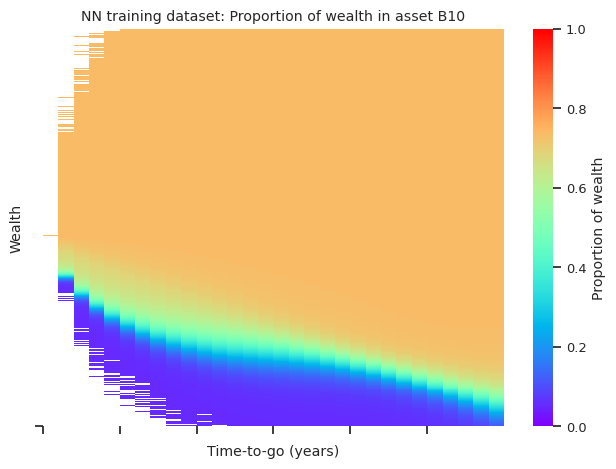 NN training dataset: Proportion of wealth in asset B10
Wealth
Time-to-go (years)
1.0
0.8
0.6
0.4
0.2
0.0
Proportion of wealth